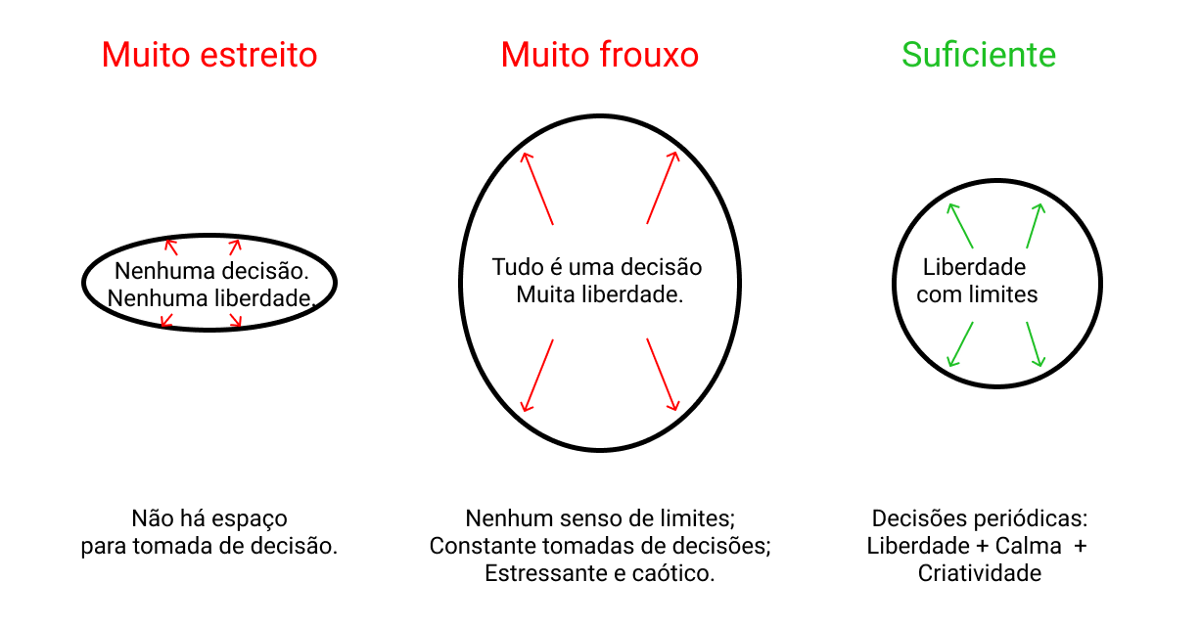 Muito estreito
Muito frouxo
Suficiente
Nenhuma decisão.
Nenhuma liberdade.
Tudo é uma decisão
Muita liberdade.
Liberdade
com limites
Não há espaço
para tomada de decisão.
Nenhum senso de limites;
Constante tomadas de decisões;
Estressante e caótico.
Decisões periódicas:
Liberdade + Calma +
Criatividade